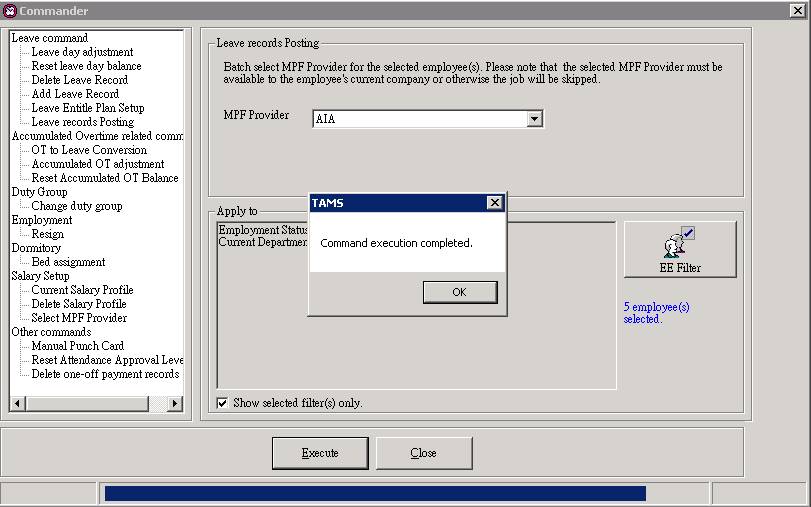 Commander
Leave command
Leave day adjustment
Reset leave day balance
Delete Leave Record
Add Leave Record
Leave Entitle Plan Setup
Leave records Posting
Accumulated Overtime related comm
OT to Leave Conversion
Accumulated OT adjustment
Reset Accumulated OT Balance
Duty Group
Change duty group
Employment
Resign
Dormitory
Bed assignment
Salary Setup
Current Salary Profile
Delete Salary Profile
Select MPF Provider
Other commands
Manual Punch Card
Reset Attendance Approval Leve
Delete one-off payment records
Leave records Posting
Batch select MPF Provider for the selected employee(s). Please note that the selected MPF Provider must be
available to the employee's current company or otherwise the job will be skipped.
MPF Provider
AIA
Apply to
Employment Status
Current Departmen
TAMS
Command execution completed.
OK
EE Filter
5 employee(s)
selected.
Show selected filter(s) only.
Execute
Close